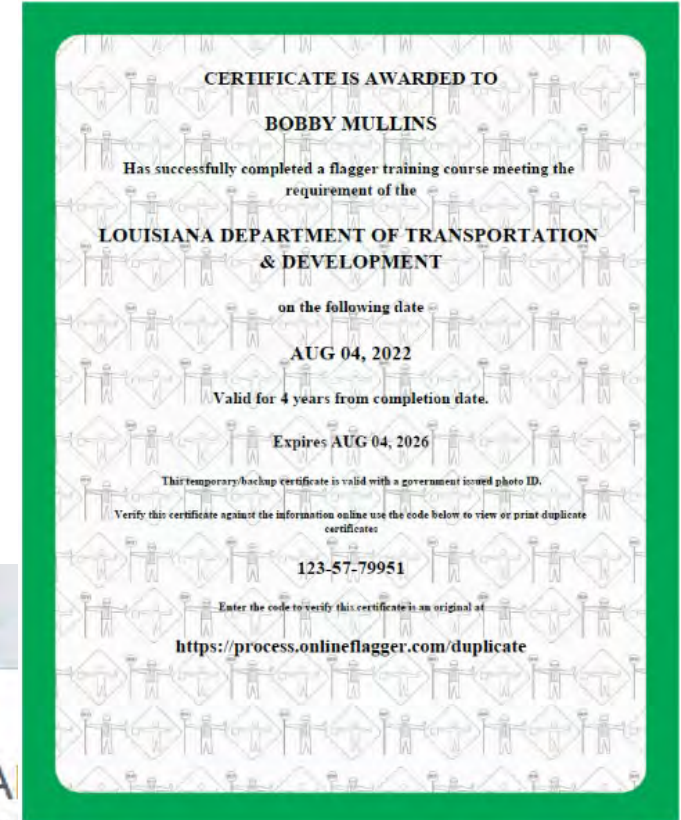 CERTIFICATE IS AWARDED TO
BOBBY MULLINS
Has successfully completed a flagger training course meeting the
requirement of the
LOUISIANA DEPARTMENT OF TRANSPORTATION
& DEVELOPMENT
on the following date
AUG 04, 2022
Valid for 4 years from completion date.
Expires AUG 04, 2026
This temporary/backup certificate is valid with a government issued photo ID.
Verify this certificate against the information online use the code below to view or print duplicate
certificates
123-57-79951
Enter the code to verify this certificate is an original at
https://process.onlineflagger.com/duplicate
A